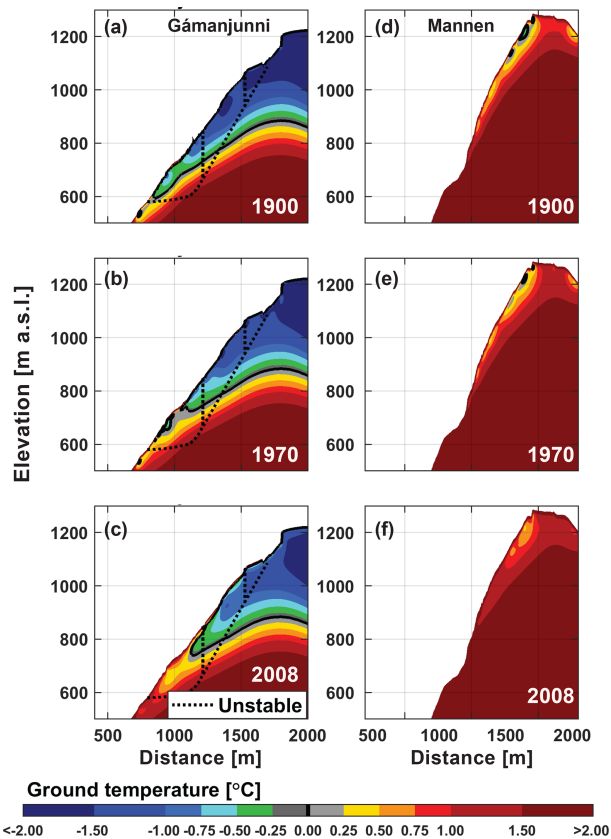 (a) Gámanjunni
(d) Mannen
1200
1000
800
600
1900
1200
1000
800
600
1900
(b)
(e)
1200
1000
800
600
1970
1200
1000
800
600
1970
Elevation [m a.s.l.]
(c)
(f)
1200
1000
800
600
2008
Unstable
1200
1000
800
600
2008
500 1000 1500 2000
500 1000 1500 2000
Distance [m]
Distance [m]
Ground temperature [°C]
<-2.00 -1.50 -1.00 -0.75 -0.50 -0.25 0.00 0.25 0.50 0.75 1.00 1.50 >2.00